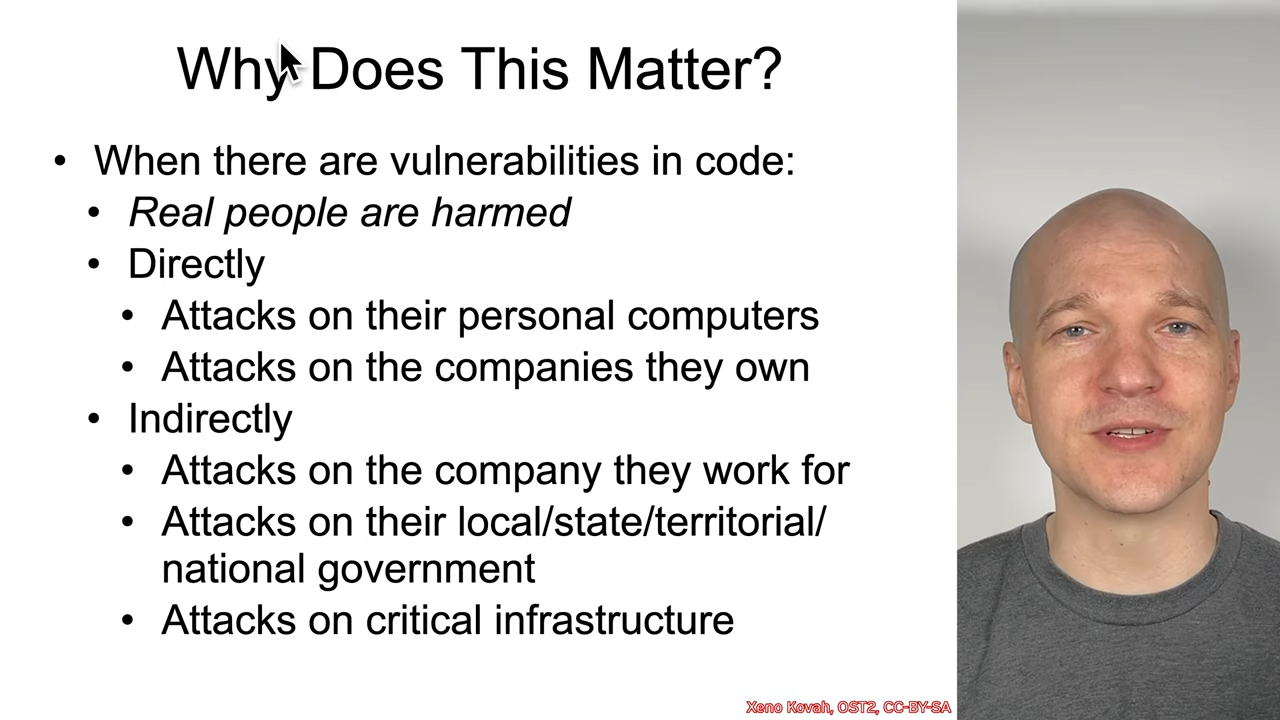 Why Does This Matter?
• When there are vulnerabilities in code:
• Real people are harmed
• Directly
• Attacks on their personal computers
• Attacks on the companies they own
• Indirectly
• Attacks on the company they work for
• Attacks on their local/state/territorial/
national government
• Attacks on critical infrastructure
Xeno Kovah, OST2, CC-BY-SA